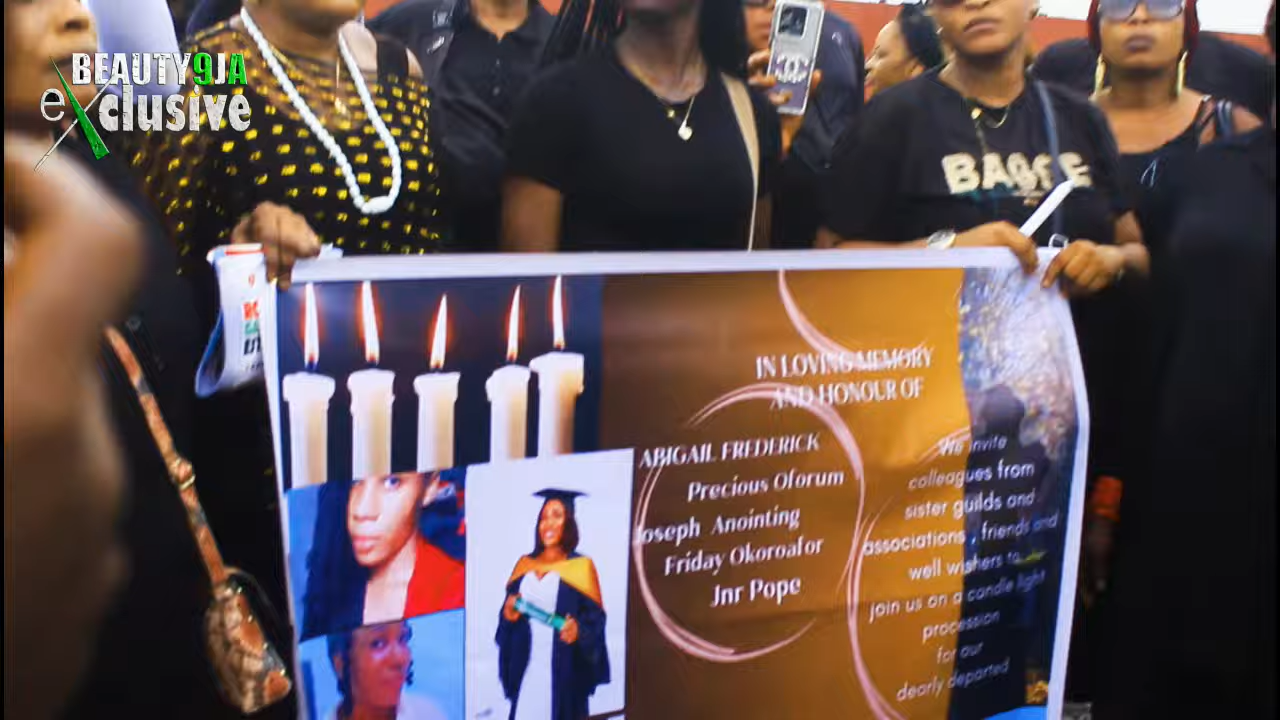 BEAUTY9JA
eXclusive
BAGGE
IN LOVING MEMORY
AND HONOUR OF
ABIGAIL FREDERICK
Precious Oforum
Joseph Anointing
Friday Okoroafor
Jnr Pope
We invite
colleagues from
sister guilds and
associations, friends and
well wishers to
join us on a candle light
procession
for our
dearly departed